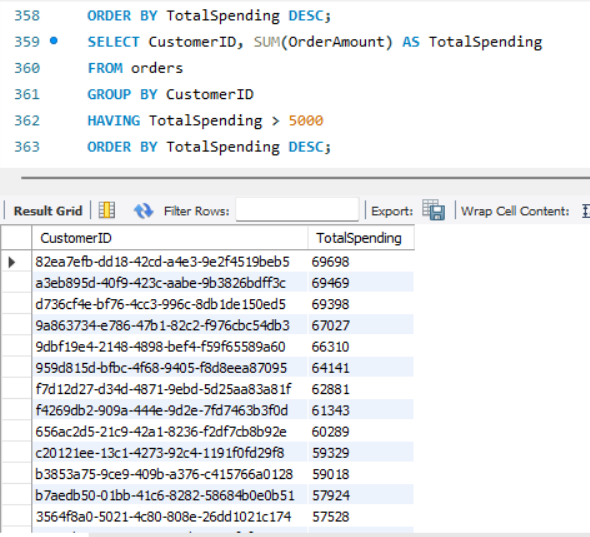 358 ORDER BY TotalSpending DESC;
359 SELECT CustomerID, SUM(OrderAmount) AS TotalSpending
360 FROM orders
361 GROUP BY CustomerID
362 HAVING TotalSpending > 5000
363 ORDER BY TotalSpending DESC;
Result Grid Filter Rows: Export: Wrap Cell Content:
CustomerID TotalSpending
82ea7efb-dd18-42cd-a4e3-9e2f4519beb5 69698
a3eb895d-40f9-423c-aabe-9b3826bdff3c 69469
d736cf4e-bf76-4cc3-996c-8db1de150ed5 69398
9a863734-e786-47b1-82c2-f976cbc54db3 67027
9dbf19e4-2148-4898-bef4-f59f65589a60 66310
959d815d-bfbc-4f68-9405-f8d8eea87095 64141
f7d12d27-d34d-4871-9ebd-5d25aa83a81f 62881
f4269db2-909a-444e-9d2e-7fd7463b3f0d 61343
656ac2d5-21c9-42a1-8236-f2df7cb8b92e 60289
c20121ee-13c1-4273-92c4-1191f0fd29f8 59329
b3853a75-9ce9-409b-a376-c415766a0128 59018
b7aedb50-01bb-41c6-8282-58684b0e0b51 57924
3564f8a0-5021-4c80-808e-26dd1021c174 57528